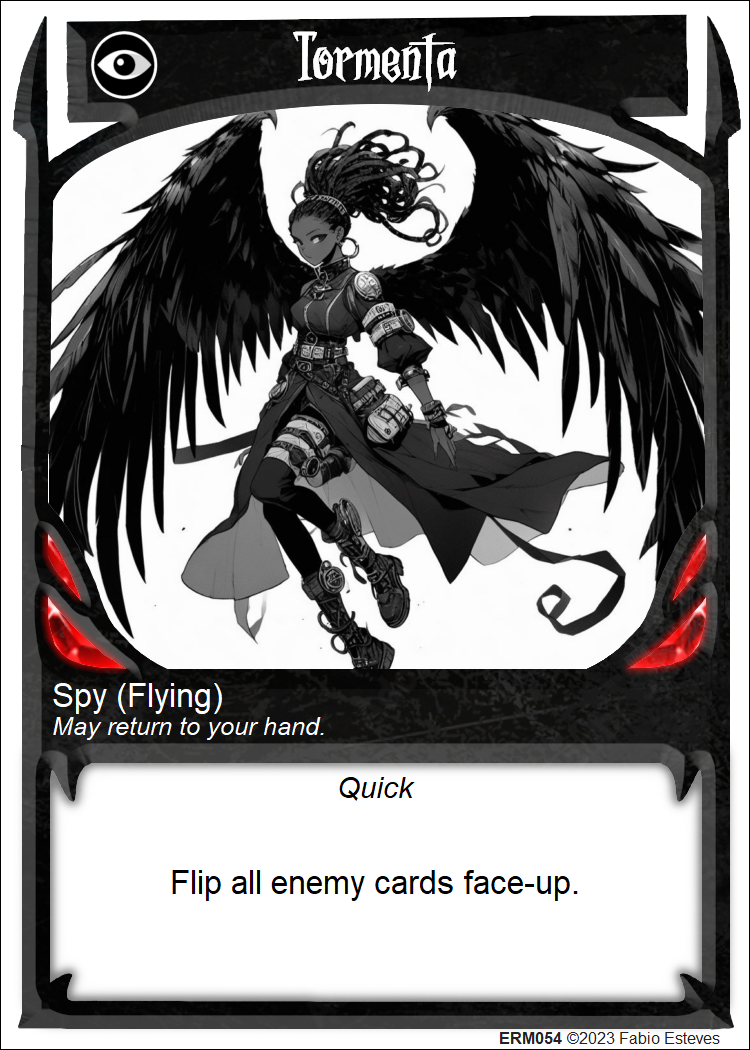 Tormenta
Spy (Flying)
May return to your hand.
Quick
Flip all enemy cards face-up.
ERM054 ©2023 Fabio Esteves